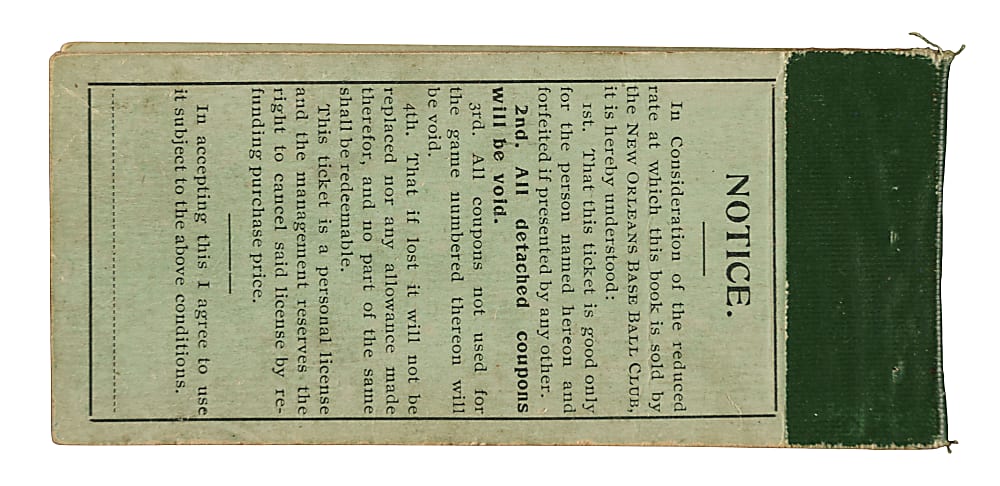 NOTICE.
In Consideration of the reduced
rate at which this book is sold by
the NEW ORLEANS BASE BALL CLUB,
it is hereby understood:
1st. That this ticket is good only
for the person named hereon and
forfeited if presented by any other.
2nd. All detached coupons
will be void.
3rd. All coupons not used for
the game numbered thereon will
be void.
4th. That if lost it will not be
replaced nor any allowance made
therefor, and no part of the same
shall be redeemable.
This ticket is a personal license
and the management reserves the
right to cancel said license by re-
funding purchase price.
In accepting this I agree to use
it subject to the above conditions.